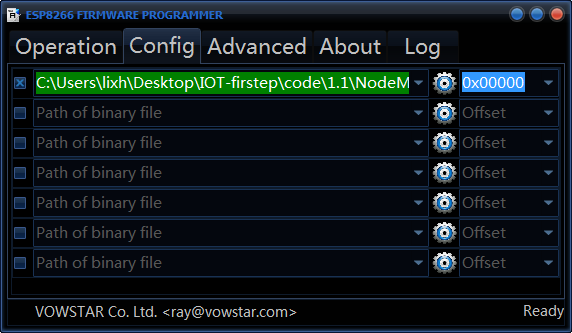 ESP8266 FIRMWARE PROGRAMMER
Operation Config Advanced About Log
C:\Users\lixh\Desktop\IOT-firstep\code\1.1\NodeM 0x00000
Path of binary file Offset
Path of binary file Offset
Path of binary file Offset
Path of binary file Offset
Path of binary file Offset
Path of binary file Offset
VOWSTAR Co. Ltd. <ray@vowstar.com> Ready